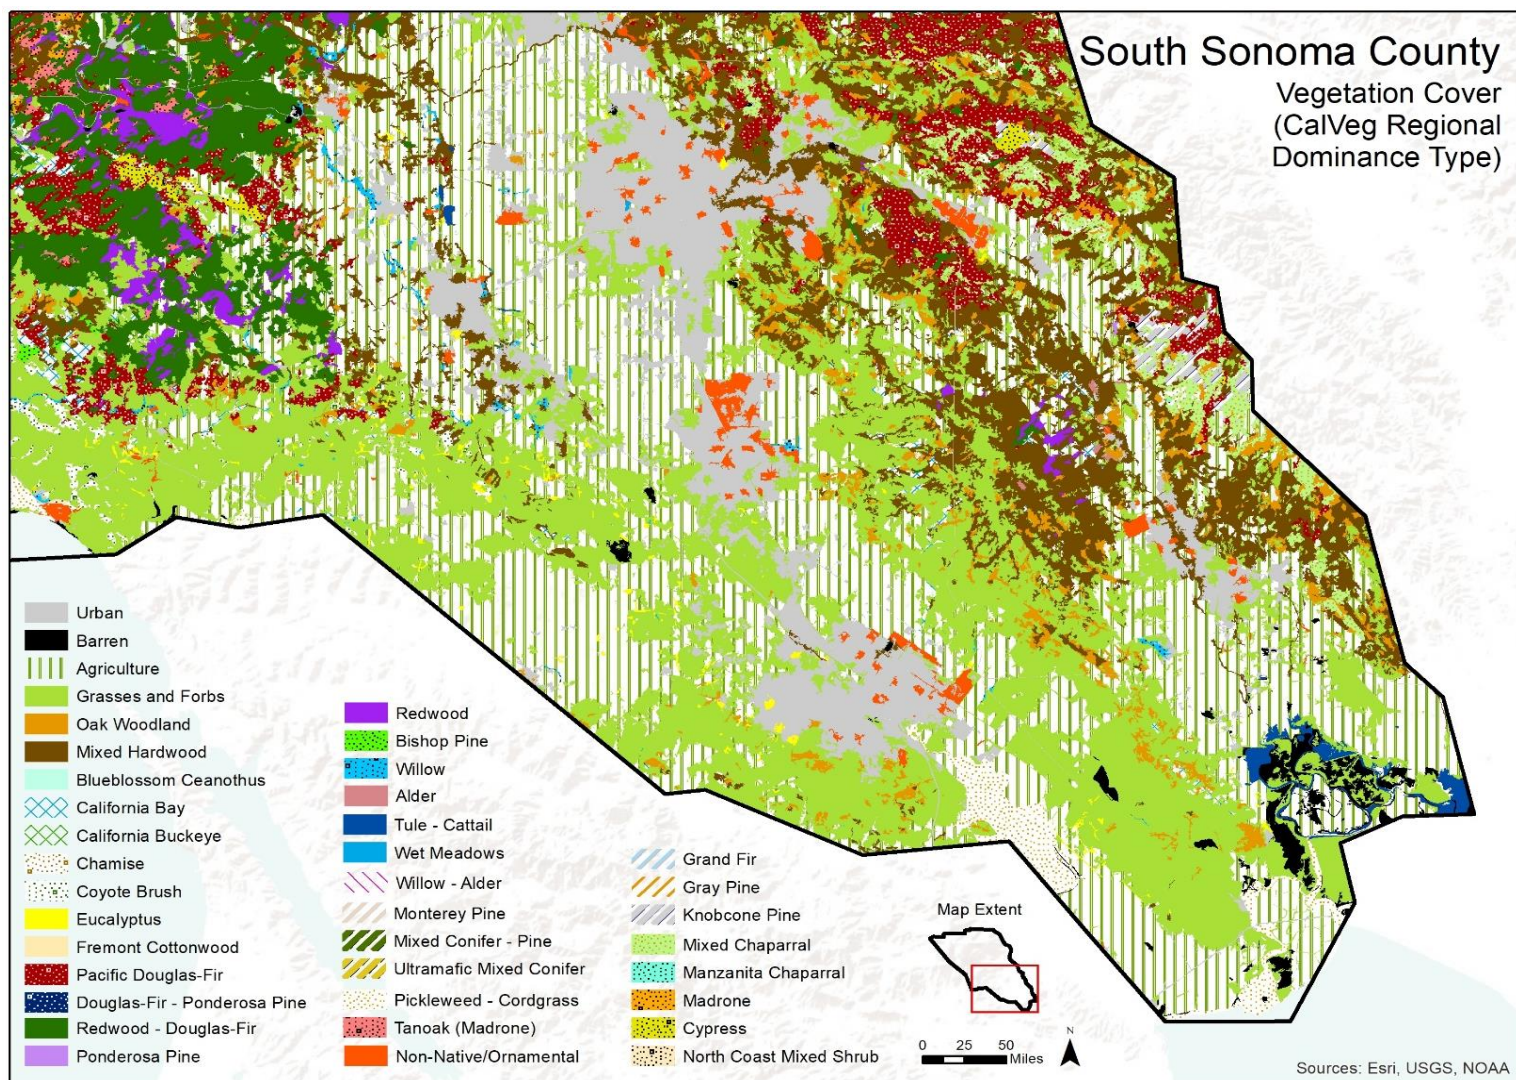 South Sonoma County
Vegetation Cover
(CalVeg Regional
Dominance Type)
Urban
Barren
Agriculture
Grasses and Forbs
Oak Woodland
Mixed Hardwood
Blueblossom Ceanothus
California Bay
California Buckeye
Chamise
Coyote Brush
Eucalyptus
Fremont Cottonwood
Pacific Douglas-Fir
Douglas-Fir - Ponderosa Pine
Redwood - Douglas-Fir
Ponderosa Pine
Redwood
Bishop Pine
Willow
Alder
Tule - Cattail
Wet Meadows
Willow - Alder
Monterey Pine
Mixed Conifer - Pine
Ultramafic Mixed Conifer
Pickleweed - Cordgrass
Tanoak (Madrone)
Non-Native/Ornamental
Grand Fir
Gray Pine
Knobcone Pine
Mixed Chaparral
Manzanita Chaparral
Madrone
Cypress
North Coast Mixed Shrub
Map Extent
0 25 50
Miles
N
Sources: Esri, USGS, NOAA